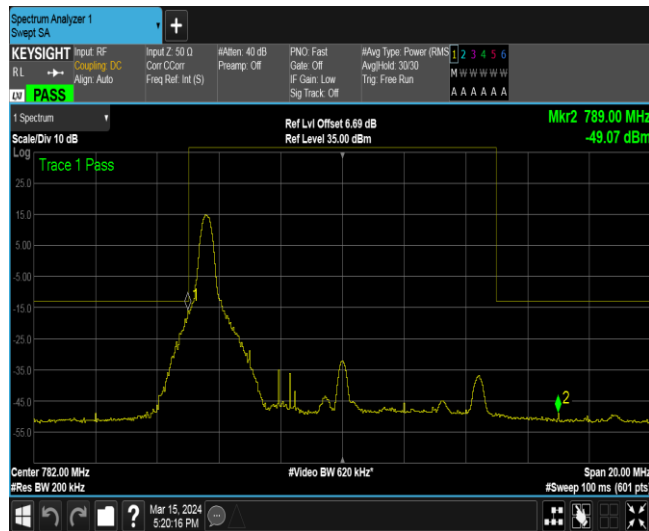 Spectrum Analyzer 1
Swept SA
+
KEYSIGHT
RL
LXI PASS
Input: RF
Coupling: DC
Align: Auto
Input Z: 50 Ω
Corr CCorr
Freq Ref: Int (S)
#Atten: 40 dB
Preamp: Off
PNO: Fast
Gate: Off
IF Gain: Low
Sig Track: Off
#Avg Type: Power (RMS
Avg|Hold: 30/30
Trig: Free Run
1 2 3 4 5 6
M W W W W W
A A A A A A
1 Spectrum
Scale/Div 10 dB
Ref Lvl Offset 6.69 dB
Ref Level 35.00 dBm
Mkr2 789.00 MHz
-49.07 dBm
Log
Trace 1 Pass
25.0
15.0
5.00
-5.00
1
-15.0
-25.0
-35.0
-45.0
2
-55.0
Center 782.00 MHz
#Video BW 620 kHz*
Span 20.00 MHz
#Res BW 200 kHz
#Sweep 100 ms (601 pts)
?
Mar 15, 2024
5:20:16 PM